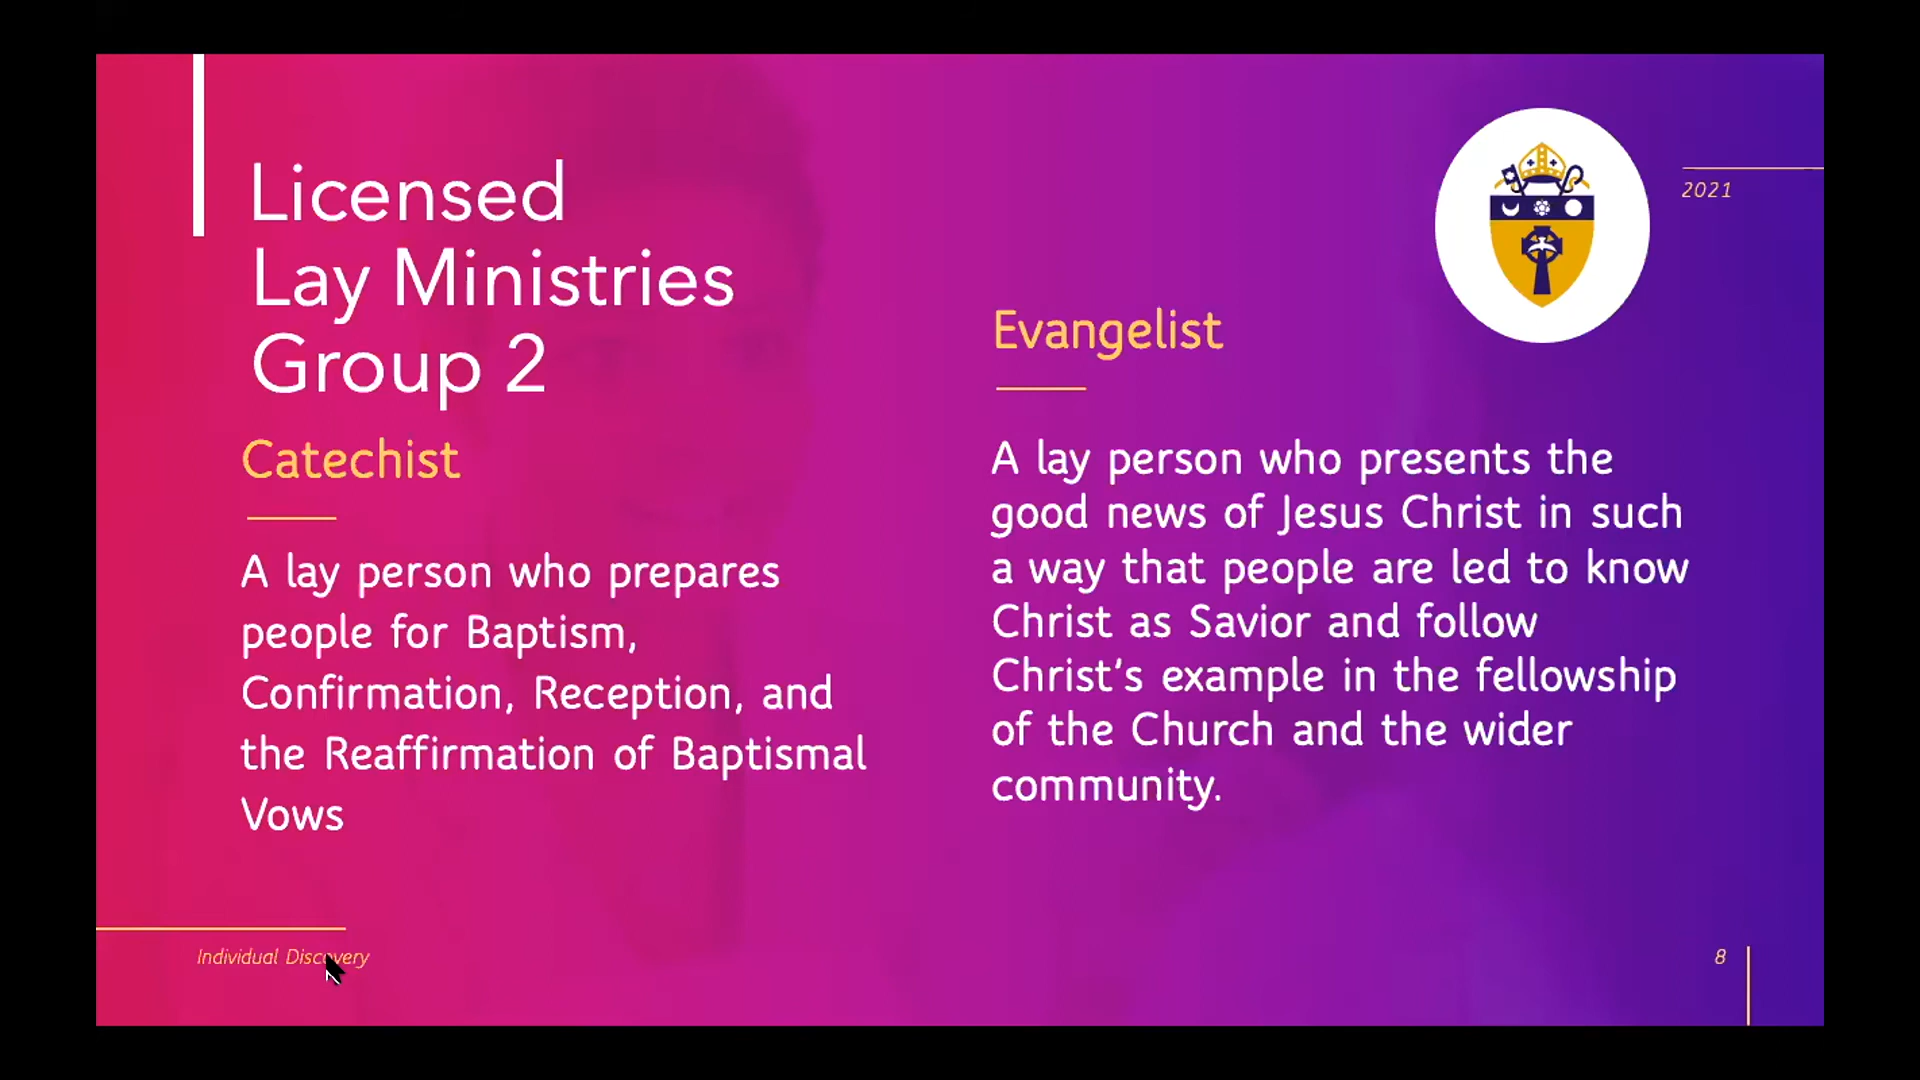 Licensed
Lay Ministries
Group 2
Catechist
A lay person who prepares
people for Baptism,
Confirmation, Reception, and
the Reaffirmation of Baptismal
Vows
Evangelist
A lay person who presents the
good news of Jesus Christ in such
a way that people are led to know
Christ as Savior and follow
Christ's example in the fellowship
of the Church and the wider
community.
2021
Individual Discovery
8